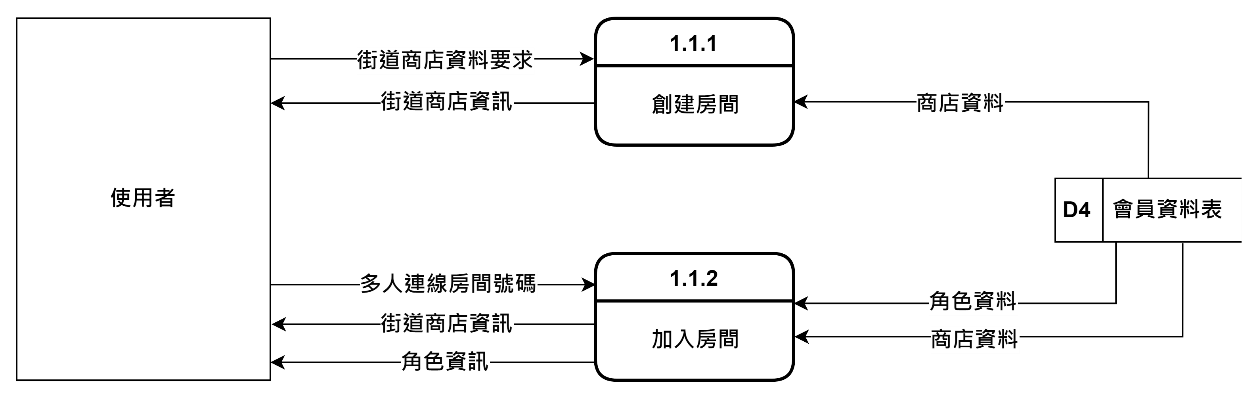 1.1.1
街道商店資料要求
街道商店資訊
創建房間
商店資料
使用者
D4
會員資料表
1.1.2
多人連線房間號碼
角色資料
街道商店資訊
加入房間
商店資料
角色資訊